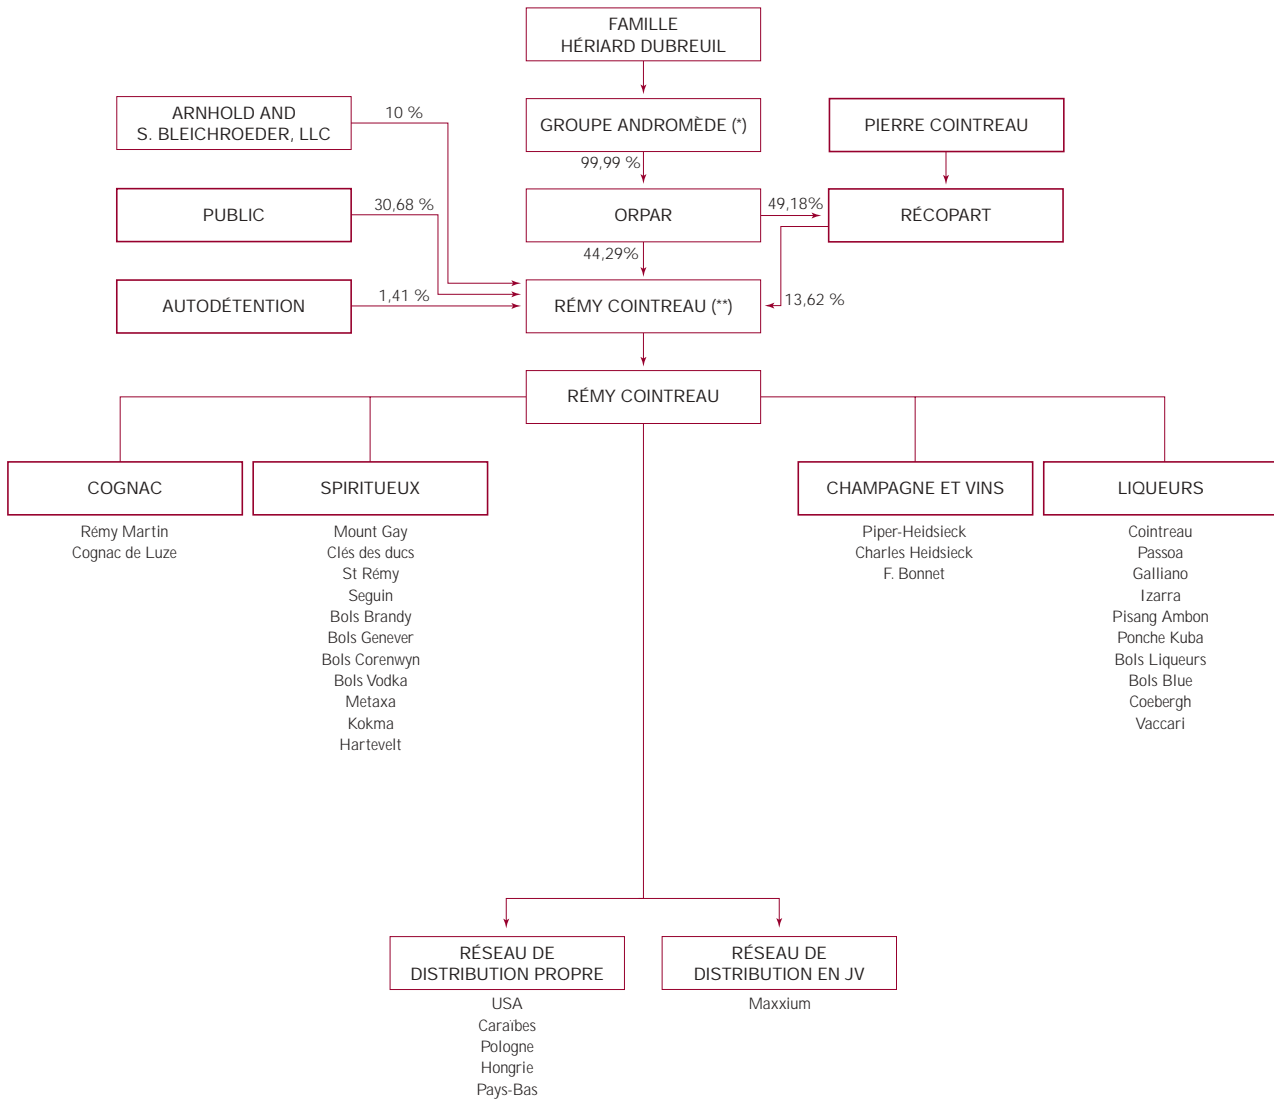 FAMILLE
HÉRIARD DUBREUIL
ARNHOLD AND
S. BLEICHROEDER, LLC
10 %
GROUPE ANDROMÈDE (*)
PIERRE COINTREAU
99,99 %
PUBLIC
30,68 %
ORPAR
49,18%
RÉCOPART
44,29%
AUTODÉTENTION
1,41 %
RÉMY COINTREAU (**)
13,62 %
RÉMY COINTREAU
COGNAC
Rémy Martin
Cognac de Luze
SPIRITUEUX
Mount Gay
Clés des ducs
St Rémy
Seguin
Bols Brandy
Bols Genever
Bols Corenwyn
Bols Vodka
Metaxa
Kokma
Hartevelt
CHAMPAGNE ET VINS
Piper-Heidsieck
Charles Heidsieck
F. Bonnet
LIQUEURS
Cointreau
Passoa
Galliano
Izarra
Pisang Ambon
Ponche Kuba
Bols Liqueurs
Bols Blue
Coebergh
Vaccari
RÉSEAU DE
DISTRIBUTION PROPRE
USA
Caraïbes
Pologne
Hongrie
Pays-Bas
RÉSEAU DE
DISTRIBUTION EN JV
Maxxium